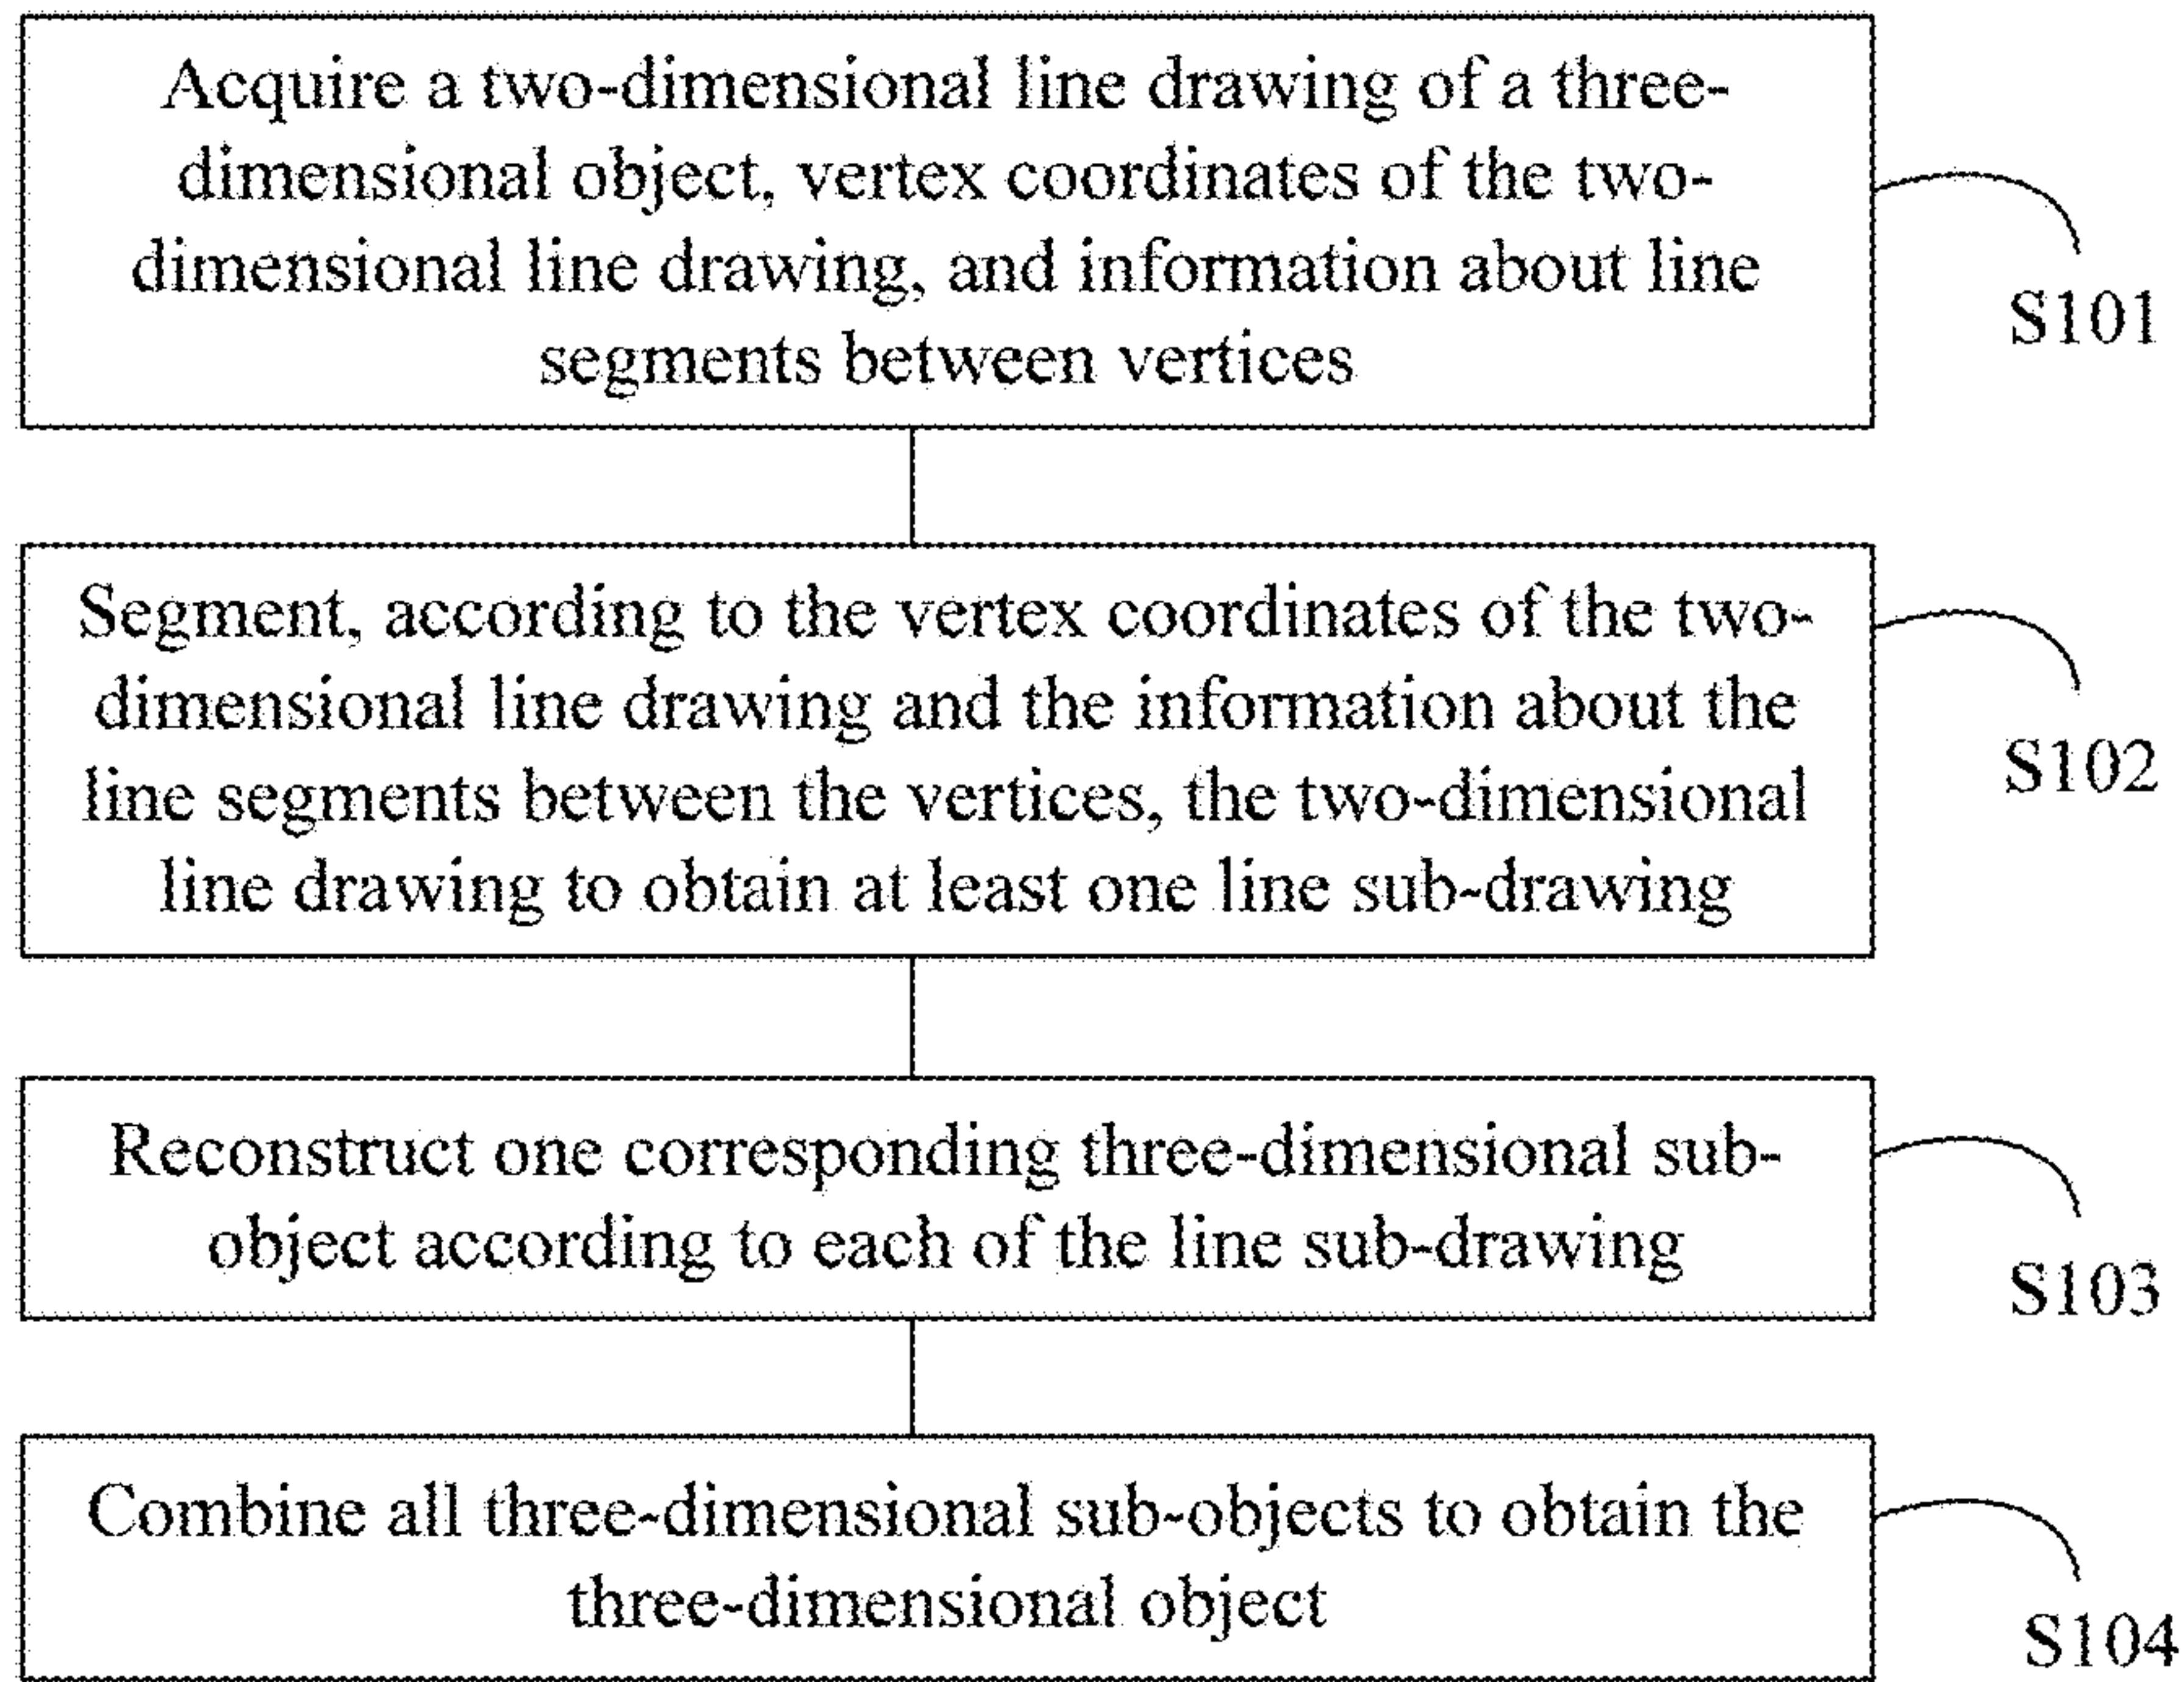 Acquire a two-dimensional line drawing of a three-
dimensional object, vertex coordinates of the two-
dimensional line drawing, and information about line
segments between vertices
S101
Segment, according to the vertex coordinates of the two-
dimensional line drawing and the information about the
line segments between the vertices, the two-dimensional
line drawing to obtain at least one line sub-drawing
S102
Reconstruct one corresponding three-dimensional sub-
object according to each of the line sub-drawing
S103
Combine all three-dimensional sub-objects to obtain the
three-dimensional object
S104